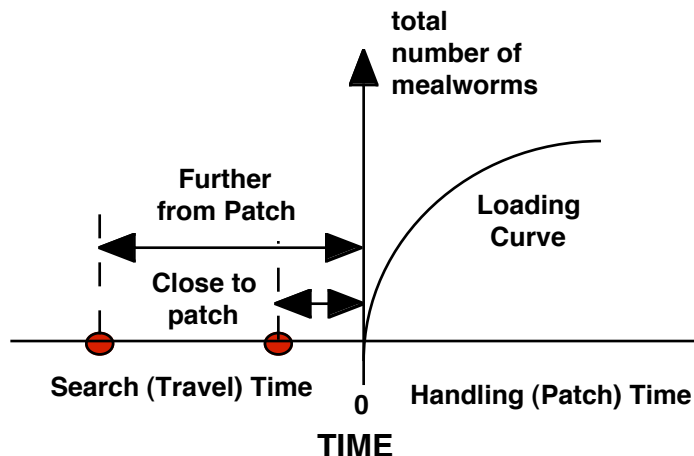 total
number of
mealworms
Further
from Patch
Loading
Curve
Close to
patch
Search (Travel) Time
Handling (Patch) Time
0
TIME